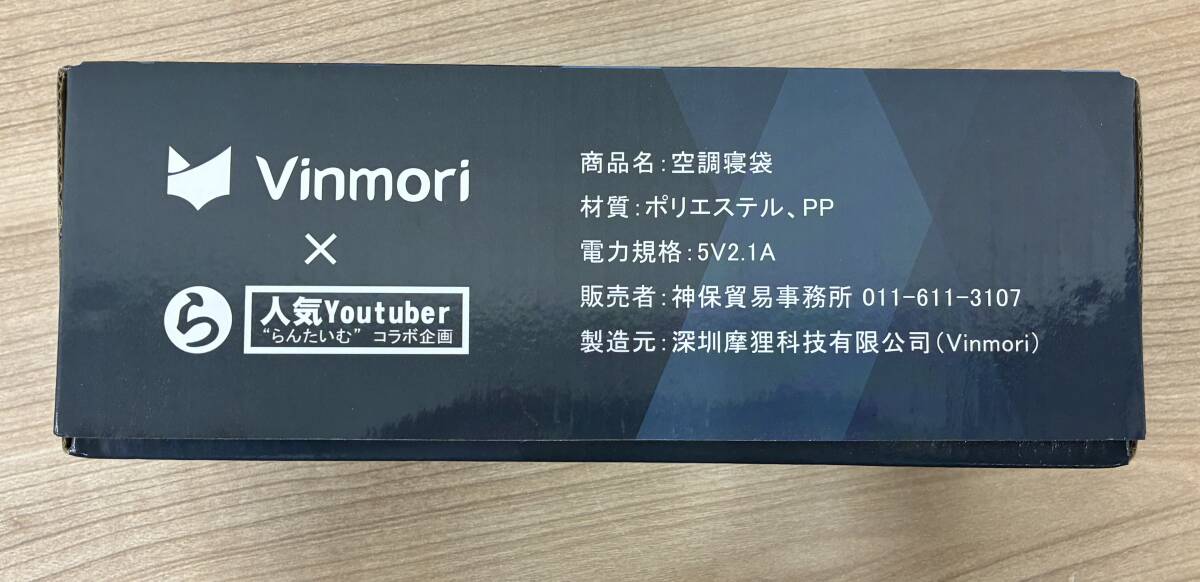 Vinmori
×
ら
人気Youtuber
“らんたいむ” コラボ企画
商品名：空調寝袋
材質：ポリエステル、PP
電力規格：5V2.1A
販売者：神保貿易事務所 011-611-3107
製造元：深圳摩狸科技有限公司（Vinmori）